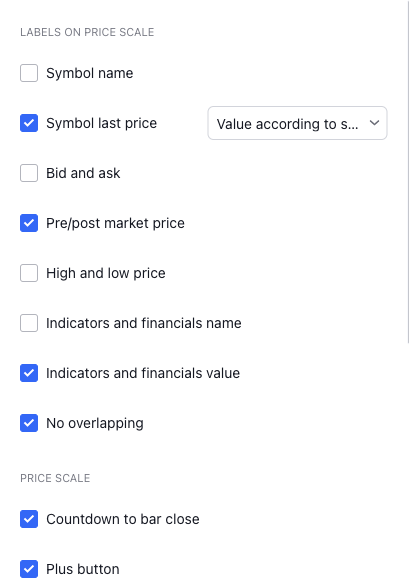 LABELS ON PRICE SCALE
Symbol name
Symbol last price Value according to s...
Bid and ask
Pre/post market price
High and low price
Indicators and financials name
Indicators and financials value
No overlapping
PRICE SCALE
Countdown to bar close
Plus button